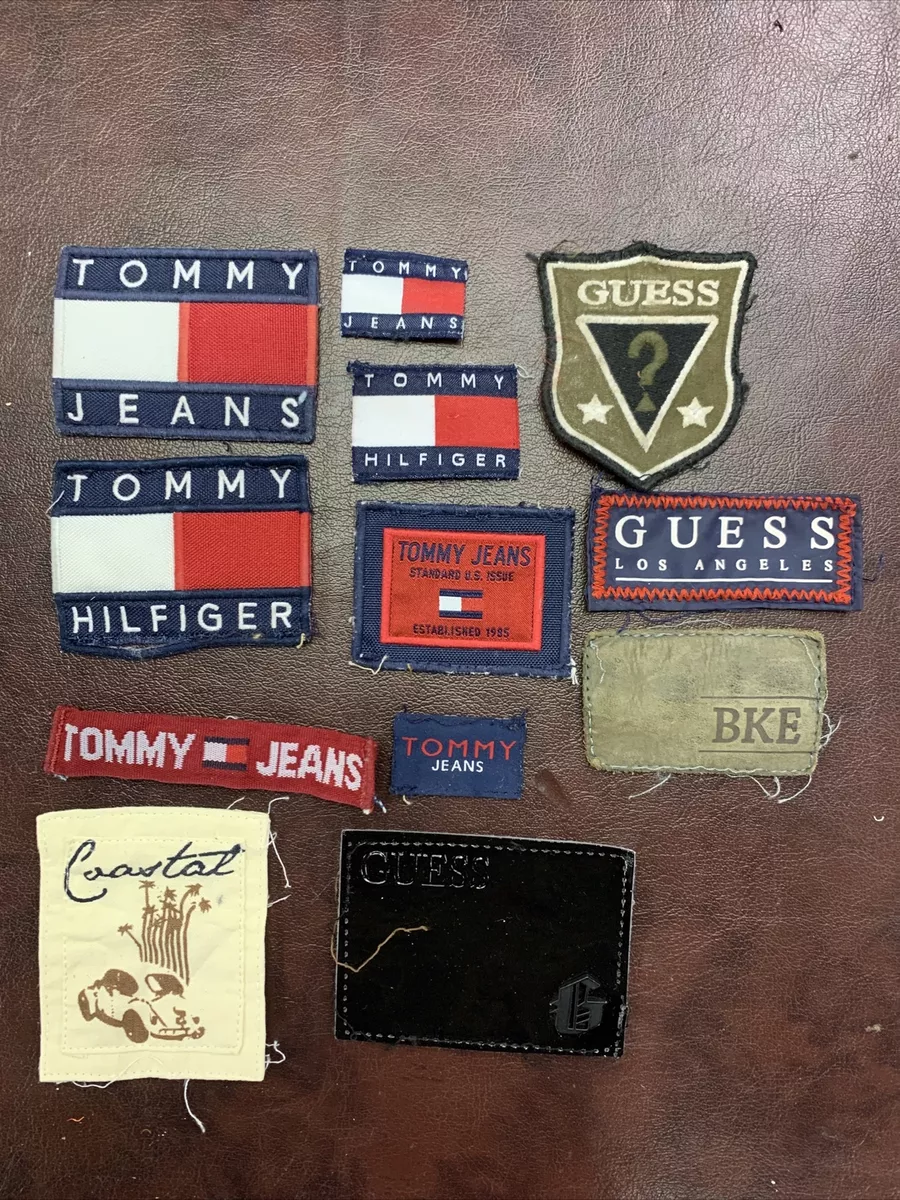 TOMMY
JEANS
TOMMY
JEANS
GUESS
?
TOMMY
HILFIGER
TOMMY
HILFIGER
GUESS
LOS ANGELES
TOMMY JEANS
STANDARD U.S. ISSUE
ESTABLISHED 1985
BKE
TOMMY JEANS
TOMMY
JEANS
Coastal
GUESS
G